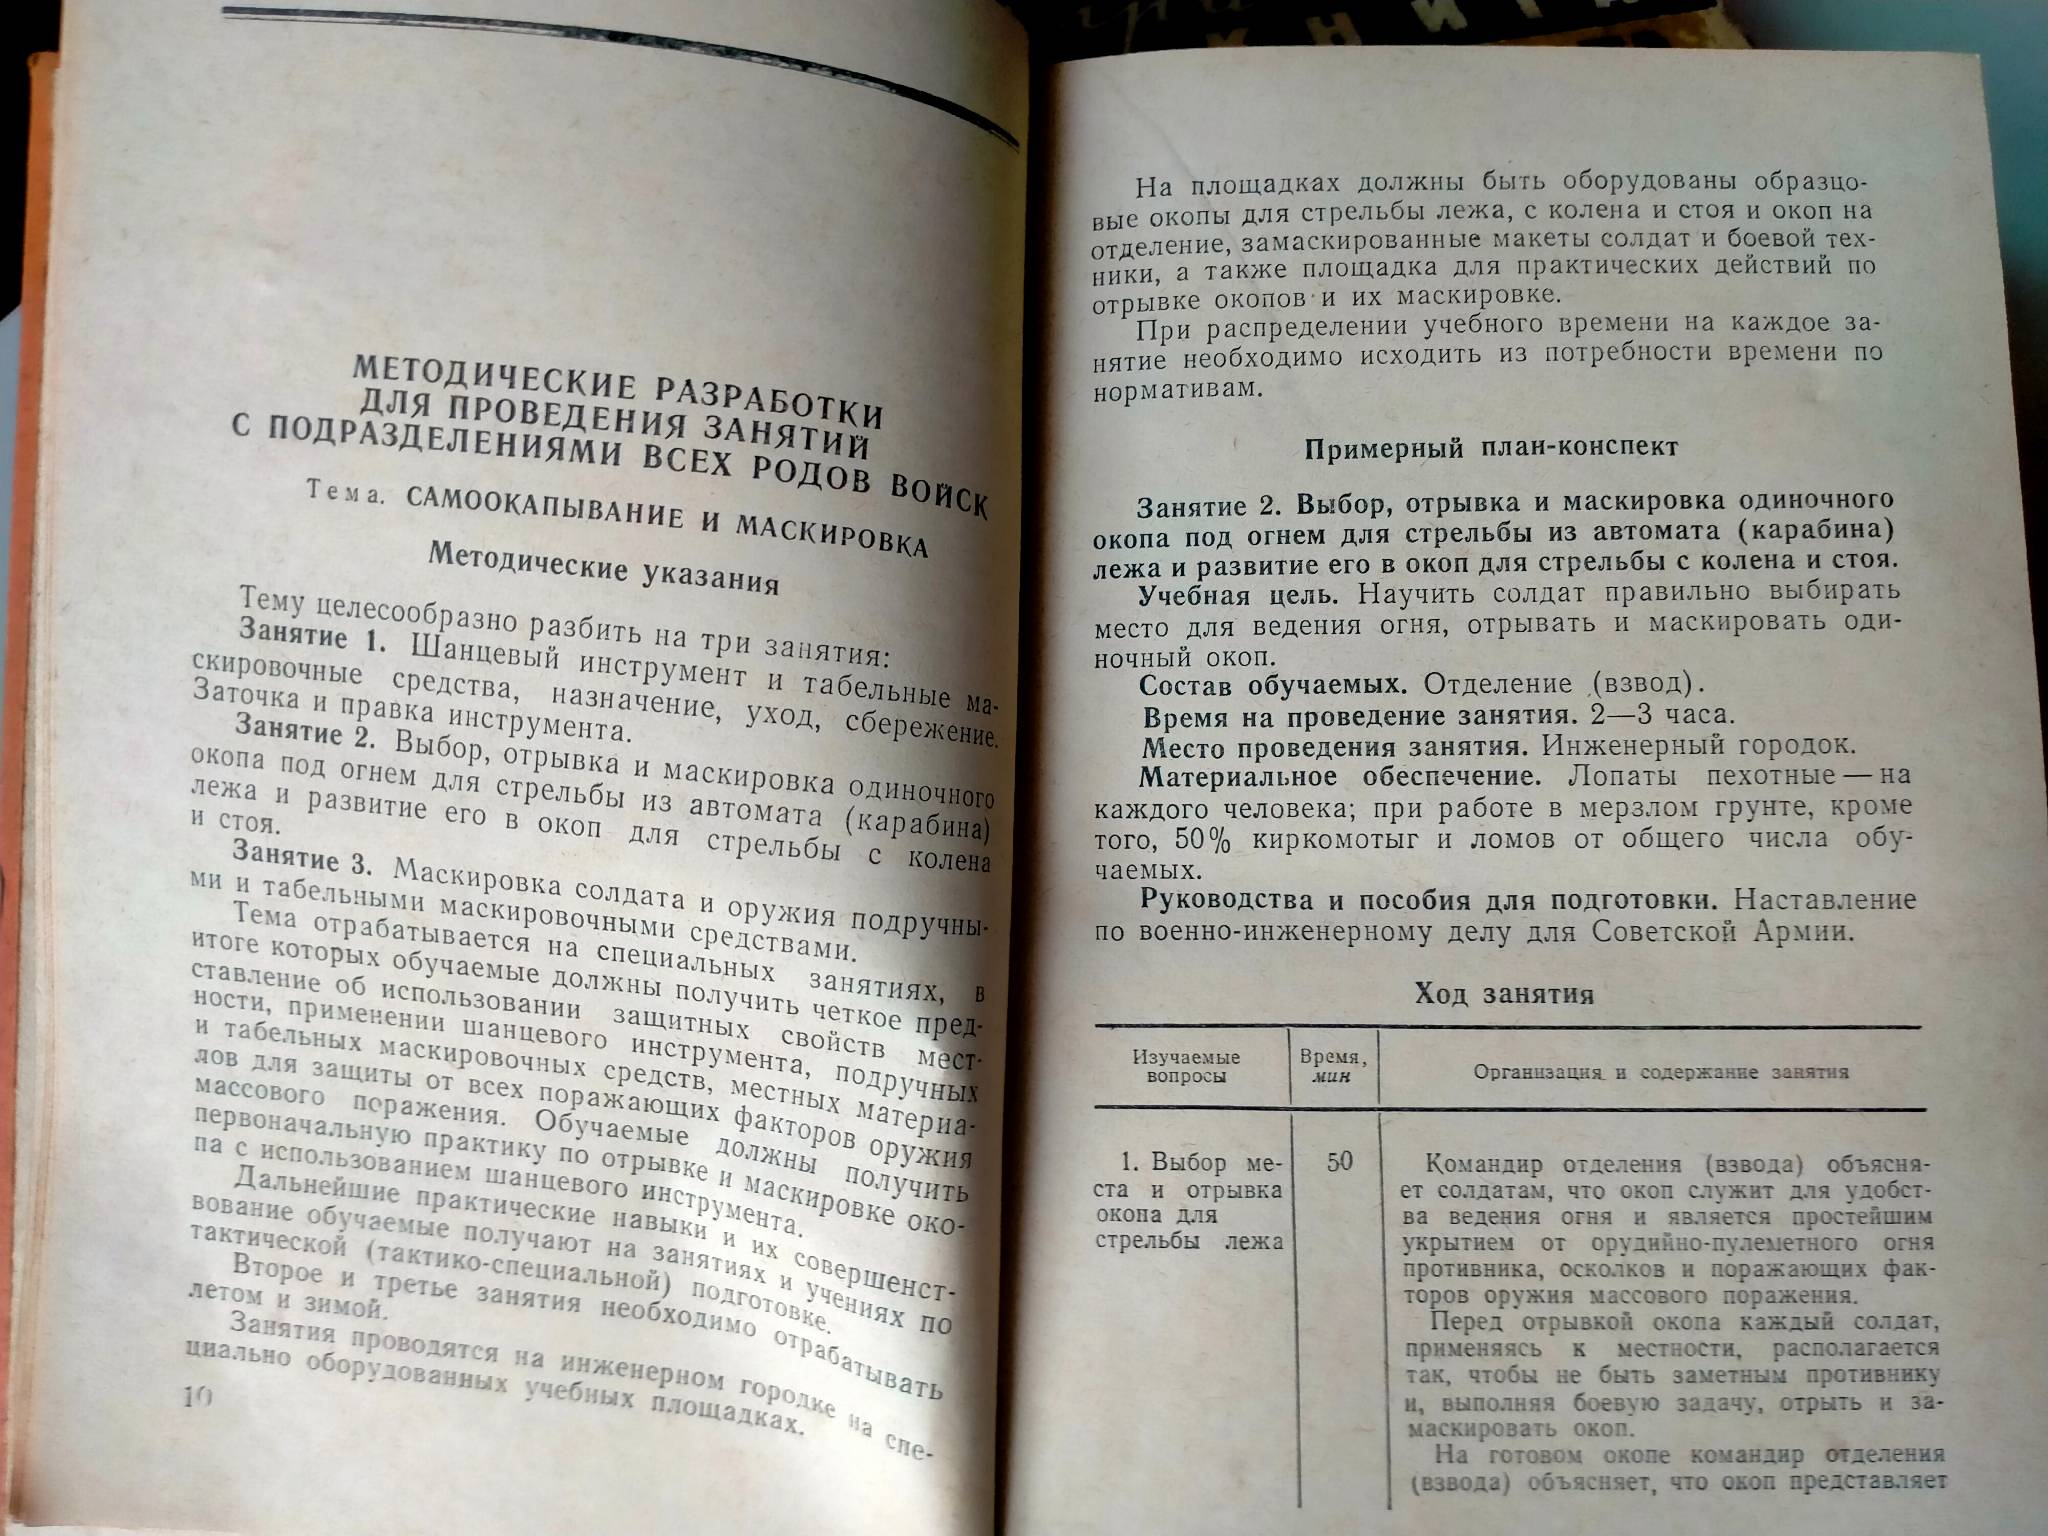 МЕТОДИЧЕСКИЕ РАЗРАБОТКИ
ДЛЯ ПРОВЕДЕНИЯ ЗАНЯТИЙ
С ПОДРАЗДЕЛЕНИЯМИ ВСЕХ РОДОВ ВОЙСК
Тема. САМООКАПЫВАНИЕ И МАСКИРОВКА
Методические указания
Тему целесообразно разбить на три занятия:
Занятие 1. Шанцевый инструмент и табельные ма-
скировочные средства, назначение, уход, сбережение.
Заточка и правка инструмента.
Занятие 2. Выбор, отрывка и маскировка одиночного
окопа под огнем для стрельбы из автомата (карабина)
лежа и развитие его в окоп для стрельбы с колена
и стоя.
Занятие 3. Маскировка солдата и оружия подручны-
ми и табельными маскировочными средствами.
Тема отрабатывается на специальных занятиях, в
итоге которых обучаемые должны получить четкое пред-
ставление об использовании защитных свойств мест-
ности, применении шанцевого инструмента, подручных
и табельных маскировочных средств, местных материа-
лов для защиты от всех поражающих факторов оружия
массового поражения. Обучаемые должны получить
первоначальную практику по отрывке и маскировке око-
па с использованием шанцевого инструмента.
Дальнейшие практические навыки и их совершенст-
вование обучаемые получают на занятиях и учениях по
тактической (тактико-специальной) подготовке.
Второе и третье занятия необходимо отрабатывать
летом и зимой.
Занятия проводятся на инженерном городке на спе-
циально оборудованных учебных площадках.
10
На площадках должны быть оборудованы образцо-
вые окопы для стрельбы лежа, с колена и стоя и окоп на
отделение, замаскированные макеты солдат и боевой тех-
ники, а также площадка для практических действий по
отрывке окопов и их маскировке.
При распределении учебного времени на каждое за-
нятие необходимо исходить из потребности времени по
нормативам.
Примерный план-конспект
Занятие 2. Выбор, отрывка и маскировка одиночного
окопа под огнем для стрельбы из автомата (карабина)
лежа и развитие его в окоп для стрельбы с колена и стоя.
Учебная цель. Научить солдат правильно выбирать
место для ведения огня, отрывать и маскировать оди-
ночный окоп.
Состав обучаемых. Отделение (взвод).
Время на проведение занятия. 2—3 часа.
Место проведения занятия. Инженерный городок.
Материальное обеспечение. Лопаты пехотные — на
каждого человека; при работе в мерзлом грунте, кроме
того, 50% киркомотыг и ломов от общего числа обу-
чаемых.
Руководства и пособия для подготовки. Наставление
по военно-инженерному делу для Советской Армии.
Ход занятия
Изучаемые
вопросы
Время,
мин
Организация и содержание занятия
1. Выбор ме-
ста и отрывка
окопа для
стрельбы лежа
50
Командир отделения (взвода) объясня-
ет солдатам, что окоп служит для удобст-
ва ведения огня и является простейшим
укрытием от орудийно-пулеметного огня
противника, осколков и поражающих фак-
торов оружия массового поражения.
Перед отрывкой окопа каждый солдат,
применяясь к местности, располагается
так, чтобы не быть заметным противнику
и, выполняя боевую задачу, отрыть и за-
маскировать окоп.
На готовом окопе командир отделения
(взвода) объясняет, что окоп представляет